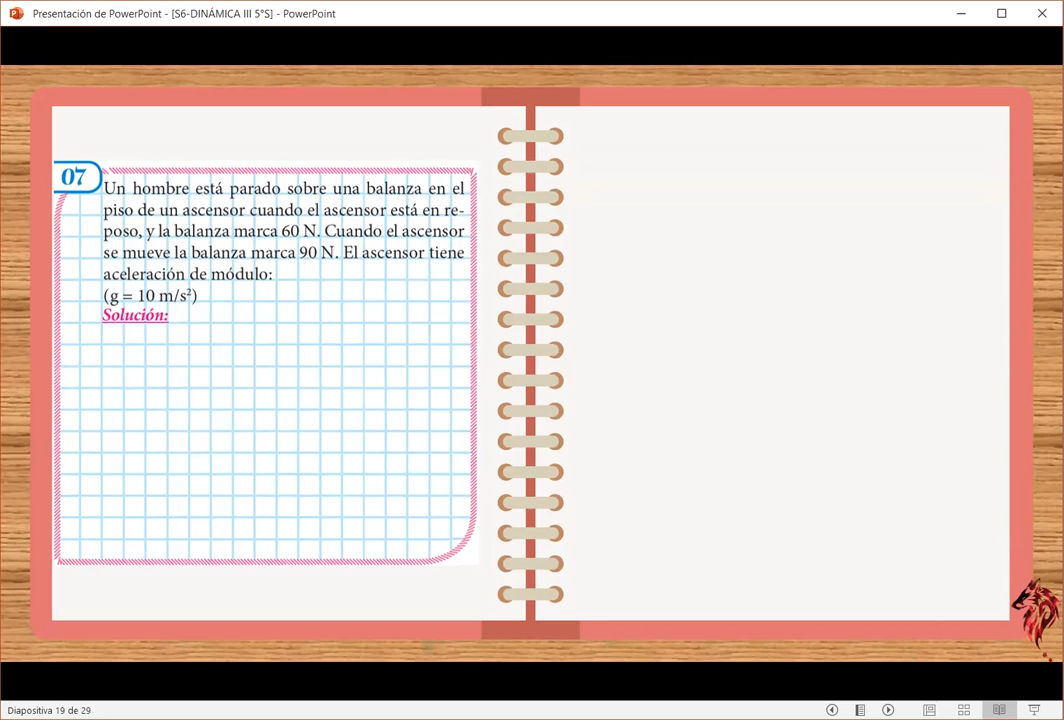 Presentación de PowerPoint - [S6-DINÁMICA III 5°S] - PowerPoint
07
Un hombre está parado sobre una balanza en el
piso de un ascensor cuando el ascensor está en re-
poso, y la balanza marca 60 N. Cuando el ascensor
se mueve la balanza marca 90 N. El ascensor tiene
aceleración de módulo:
(g = 10 m/s²)
Solución:
Diapositiva 19 de 29